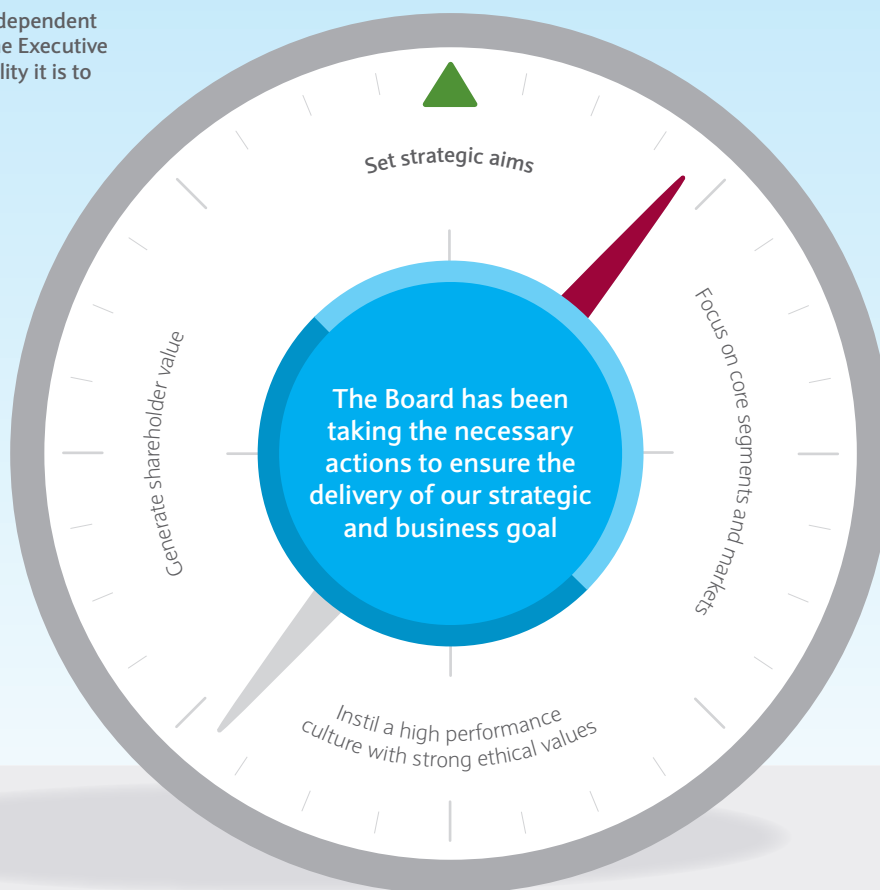 dependent
e Executive
lity it is to
Set strategic aims
Focus on core segments and markets
The Board has been
taking the necessary
actions to ensure the
delivery of our strategic
and business goal
Generate shareholder value
Instil a high performance
culture with strong ethical values